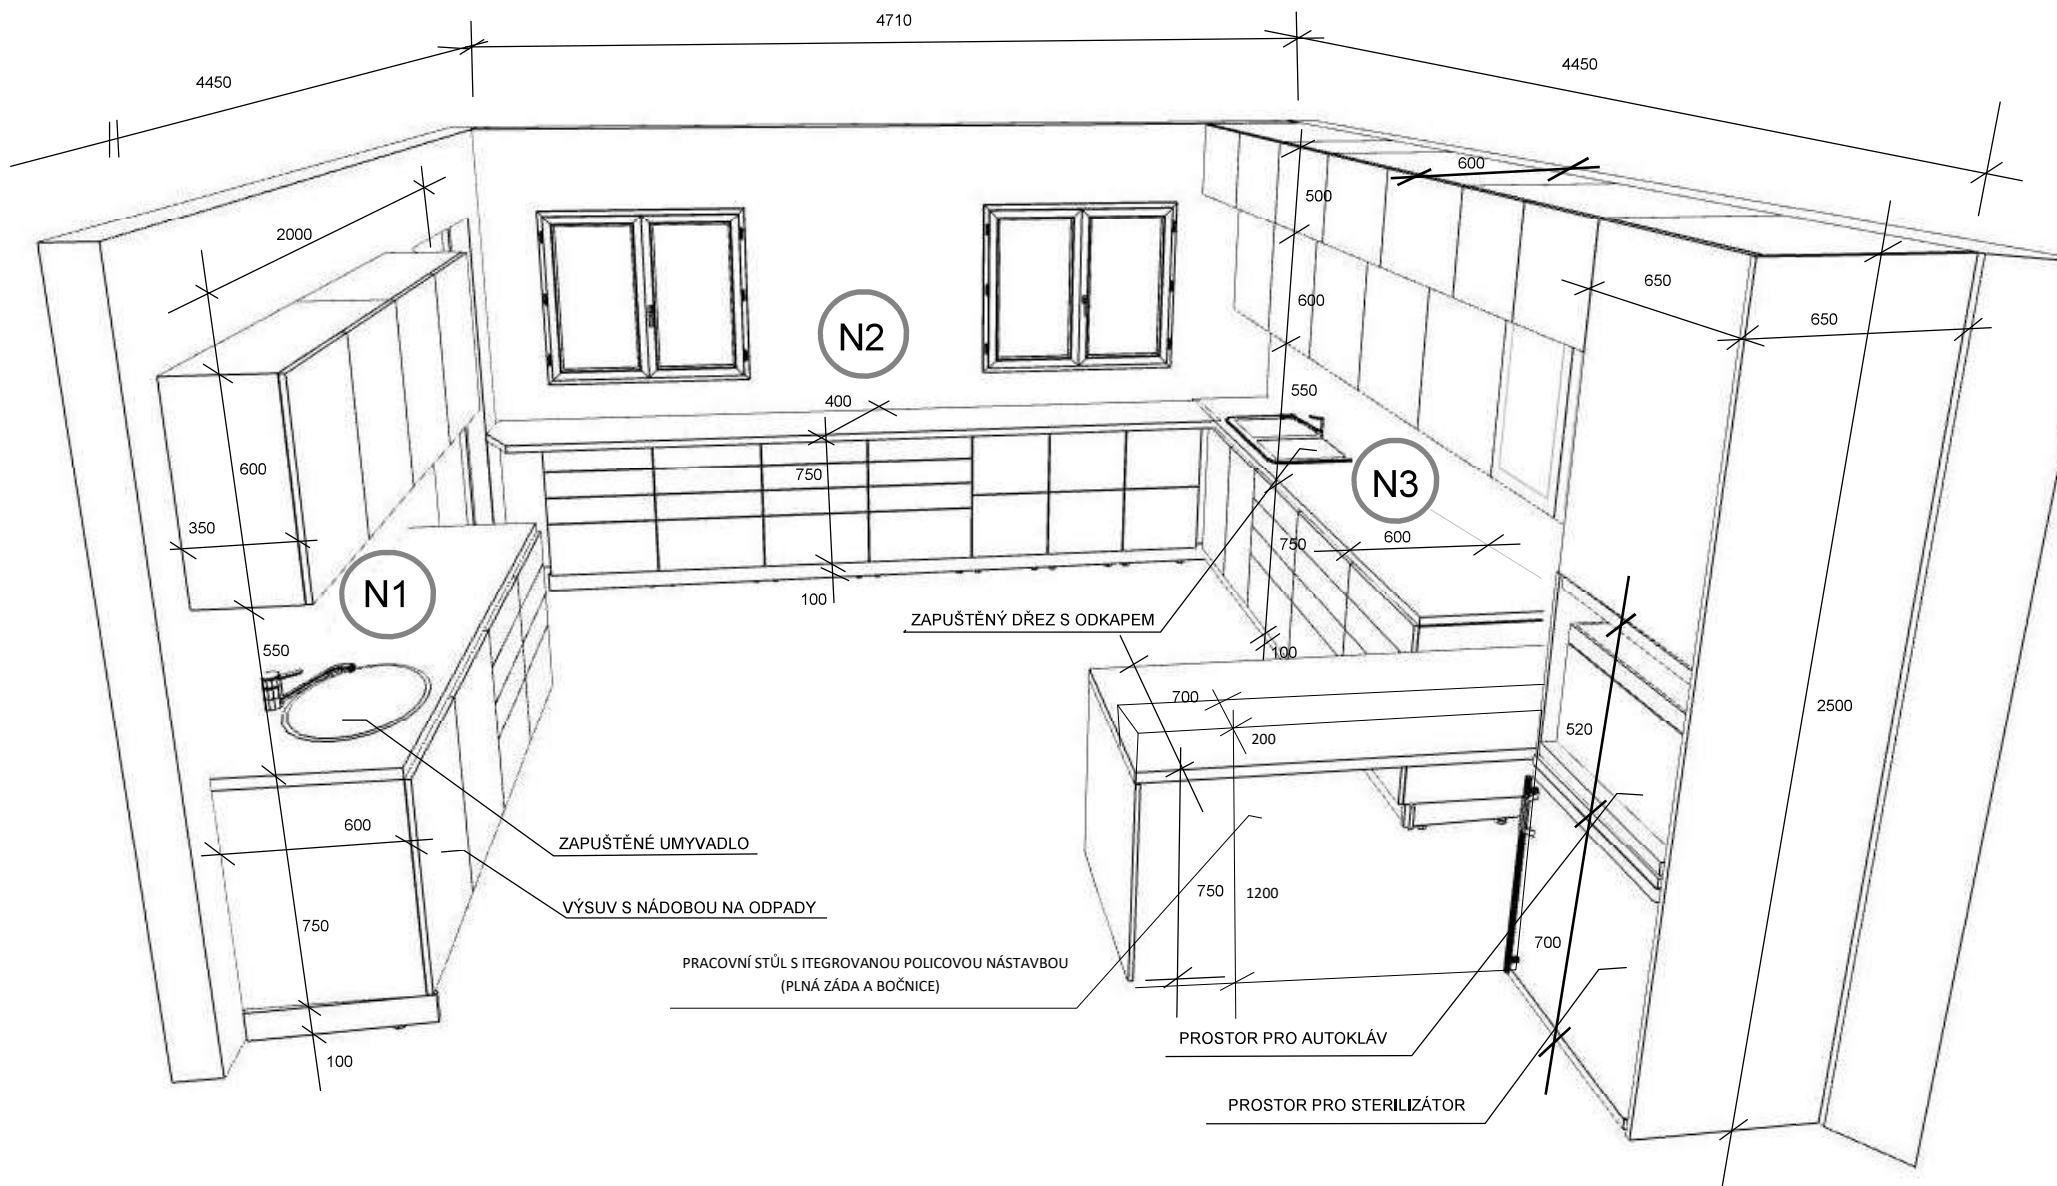 4710
4450
4450
600
500
2000
650
650
600
N2
550
400
600
750
N3
350
750
600
100
N1
ZAPUŠTĚNÝ DŘEZ S ODKAPEM
100
550
700
200
520
2500
600
ZAPUŠTĚNÉ UMYVADLO
750
1200
VÝSUV S NÁDOBOU NA ODPADY
750
700
PRACOVNÍ STŮL S ITEGROVANOU POLICOVOU NÁSTAVBOU
(PLNÁ ZÁDA A BOČNICE)
PROSTOR PRO AUTOKLÁV
100
PROSTOR PRO STERILIZÁTOR